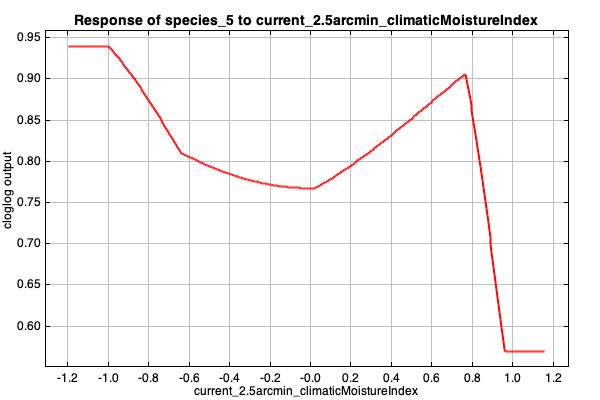 Response of species_5 to current_2.5arcmin_climaticMoistureIndex
cloglog output
0.95
0.90
0.85
0.80
0.75
0.70
0.65
0.60
-1.2 -1.0 -0.8 -0.6 -0.4 -0.2 -0.0 0.2 0.4 0.6 0.8 1.0 1.2
current_2.5arcmin_climaticMoistureIndex